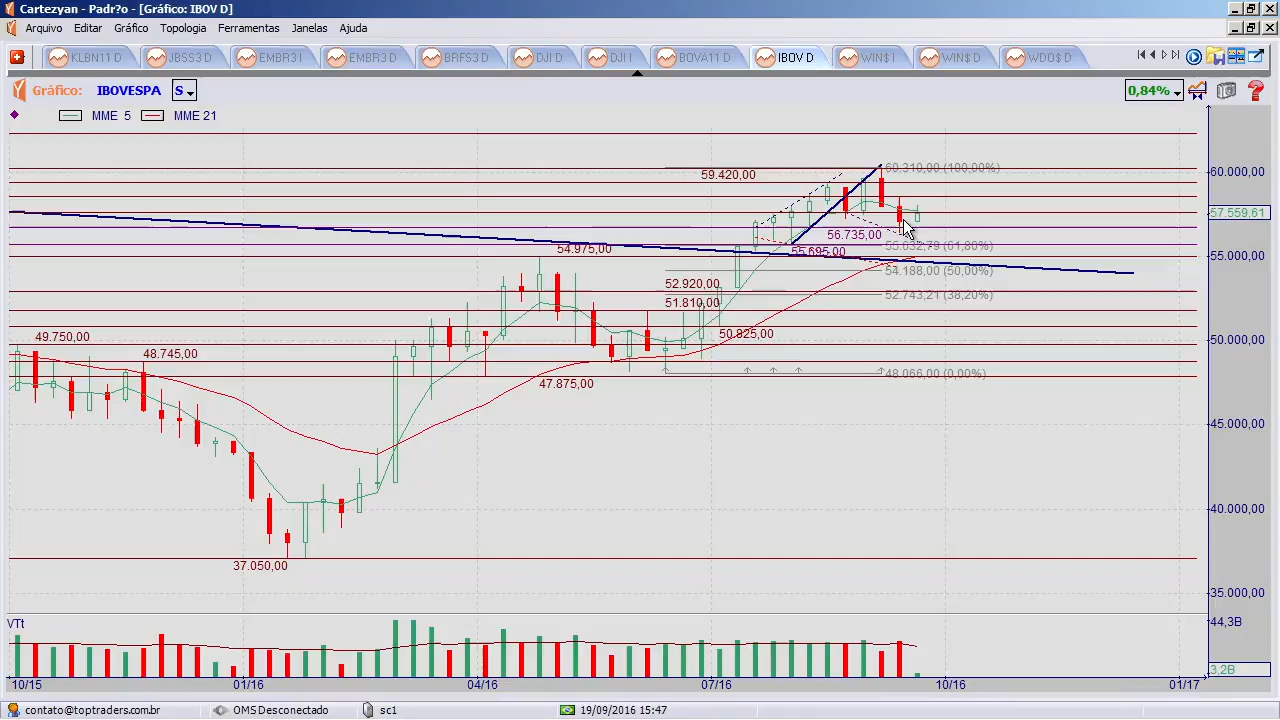 Cartezyan - Padr?o - [Gráfico: IBOV D]
Arquivo Editar Gráfico Topologia Ferramentas Janelas Ajuda
KLBN11 D JBSS3 D EMBR3 I EMBR3 D BRFS3 D DJI D DJI I BOVA11 D IBOV D WIN$ I WIN$ D WDO$ D
Gráfico: IBOVESPA S 0,84%
MME 5 MME 21
60.310,00 (100,00%)
59.420,00
60.000,00
57.559,61
56.735,00
55.695,00
55.632,79 (61,80%)
54.975,00
55.000,00
54.188,00 (50,00%)
52.920,00
52.743,21 (38,20%)
51.810,00
50.825,00
49.750,00
50.000,00
48.745,00
47.875,00
48.066,00 (0,00%)
45.000,00
40.000,00
37.050,00
35.000,00
VTt
44,3B
3,2B
10/15 01/16 04/16 07/16 10/16 01/17
contato@toptraders.com.br OMS Desconectado sc1 19/09/2016 15:47